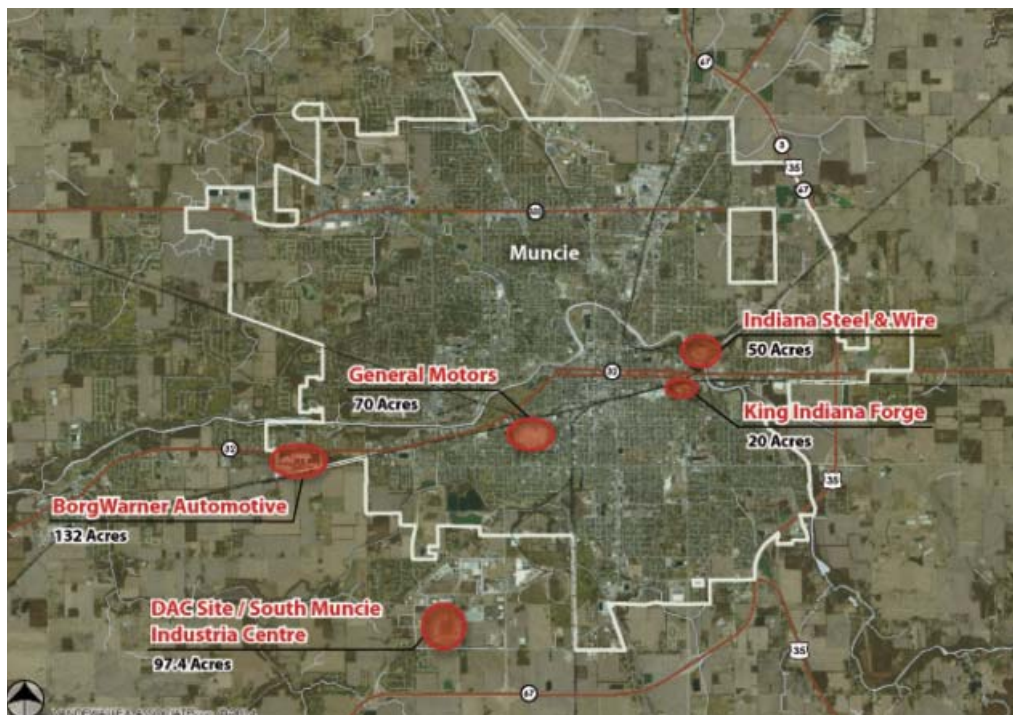 67
3
35
67
32
Muncie
Indiana Steel & Wire
50 Acres
32
General Motors
70 Acres
King Indiana Forge
20 Acres
32
35
BorgWarner Automotive
132 Acres
DAC Site / South Muncie
Industria Centre
97.4 Acres
35
67